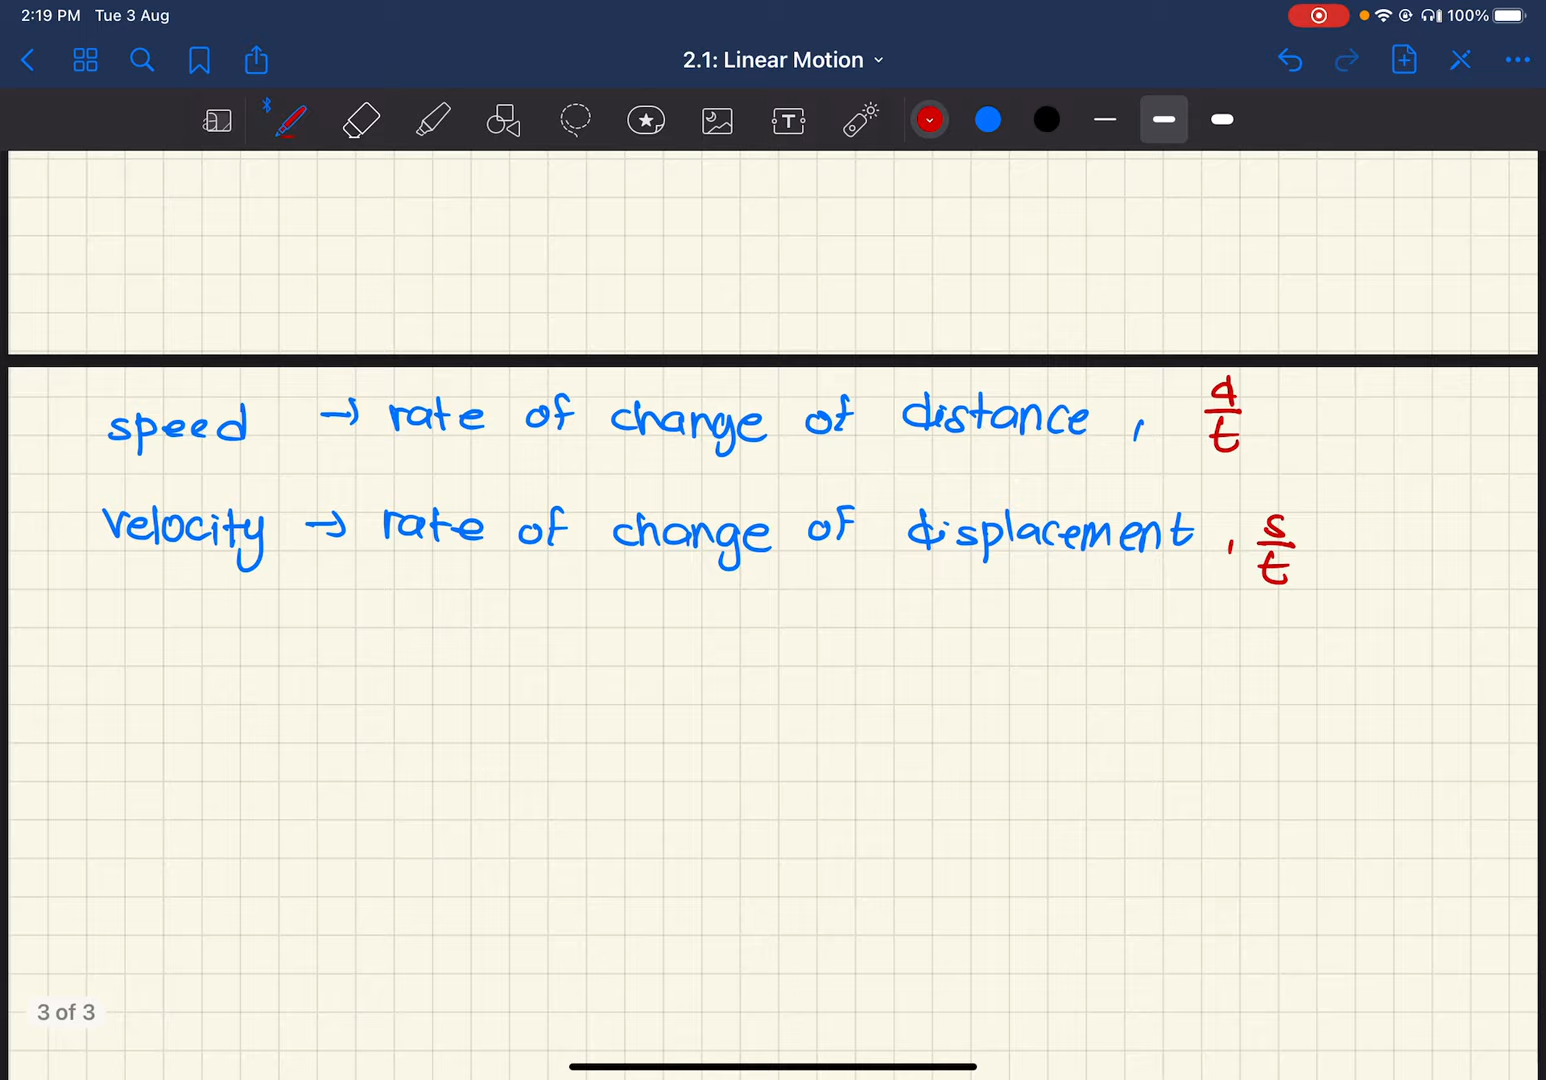 2:19 PM Tue 3 Aug 100%
2.1: Linear Motion
T
speed → rate of change of distance, d/t
velocity → rate of change of displacement, s/t
3 of 3